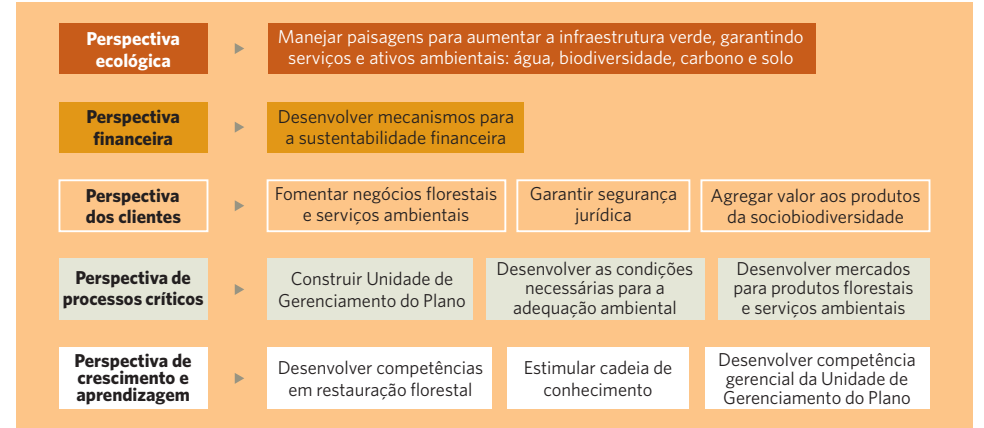 Perspectiva
ecológica
Manejar paisagens para aumentar a infraestrutura verde, garantindo
serviços e ativos ambientais: água, biodiversidade, carbono e solo
Perspectiva
financeira
Desenvolver mecanismos para
a sustentabilidade financeira
Perspectiva
dos clientes
Fomentar negócios florestais
e serviços ambientais
Garantir segurança
jurídica
Agregar valor aos produtos
da sociobiodiversidade
Perspectiva de
processos críticos
Construir Unidade de
Gerenciamento do Plano
Desenvolver as condições
necessárias para a
adequação ambiental
Desenvolver mercados
para produtos florestais
e serviços ambientais
Perspectiva de
crescimento e
aprendizagem
Desenvolver competências
em restauração florestal
Estimular cadeia de
conhecimento
Desenvolver competência
gerencial da Unidade de
Gerenciamento do Plano